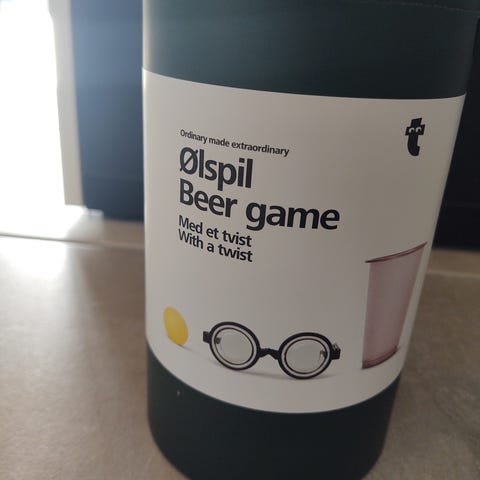 Ordinary made extraordinary
t
Ølspil
Beer game
Med et tvist
With a twist